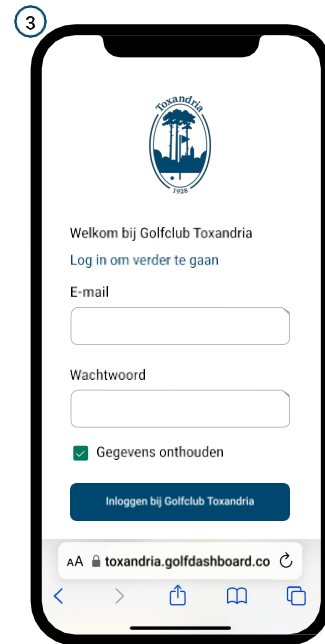 3
Toxandria
1928
Welkom bij Golfclub Toxandria
Log in om verder te gaan
E-mail
Wachtwoord
Gegevens onthouden
Inloggen bij Golfclub Toxandria
AA toxandria.golfdashboard.co